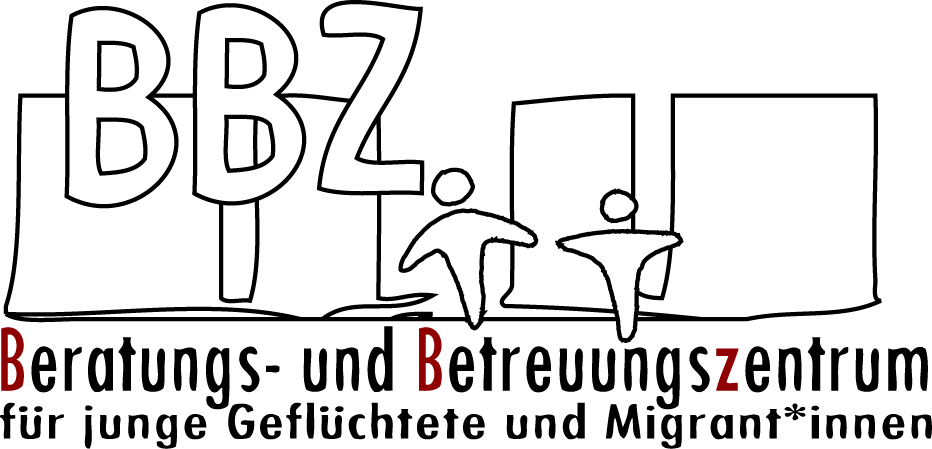 BBZ
Beratungs- und Betreuungszentrum
für junge Geflüchtete und Migrant*innen